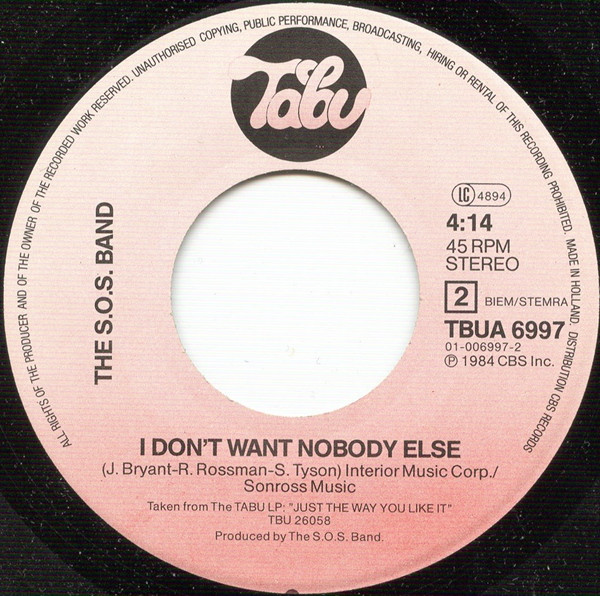 ALL RIGHTS OF THE PRODUCER AND OF THE OWNER OF THE RECORDED WORK RESERVED. UNAUTHORISED COPYING, PUBLIC PERFORMANCE, BROADCASTING, HIRING OR RENTAL OF THIS RECORDING PROHIBITED. MADE IN HOLLAND. DISTRIBUTION CBS RECORDS
Tabu
THE S.O.S. BAND
LC 4894
4:14
45 RPM
STEREO
2 BIEM/STEMRA
TBUA 6997
01-006997-2
℗ 1984 CBS Inc.
I DON'T WANT NOBODY ELSE
(J. Bryant-R. Rossman-S. Tyson) Interior Music Corp./
Sonross Music
Taken from The TABU LP: "JUST THE WAY YOU LIKE IT"
TBU 26058
Produced by The S.O.S. Band.